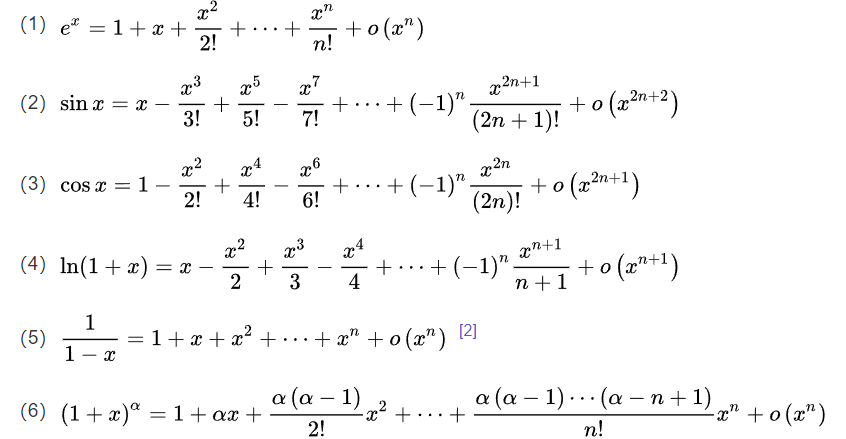 (1) e^x = 1 + x + x^2/2! + ⋯ + x^n/n! + o(x^n)
(2) sin x = x − x^3/3! + x^5/5! − x^7/7! + ⋯ + (−1)^n x^{2n+1}/(2n + 1)! + o(x^{2n+2})
(3) cos x = 1 − x^2/2! + x^4/4! − x^6/6! + ⋯ + (−1)^n x^{2n}/(2n)! + o(x^{2n+1})
(4) ln(1 + x) = x − x^2/2 + x^3/3 − x^4/4 + ⋯ + (−1)^n x^{n+1}/(n + 1) + o(x^{n+1})
(5) 1/(1 − x) = 1 + x + x^2 + ⋯ + x^n + o(x^n) [2]
(6) (1 + x)^α = 1 + αx + α(α − 1)/2! x^2 + ⋯ + α(α − 1)⋯(α − n + 1)/n! x^n + o(x^n)